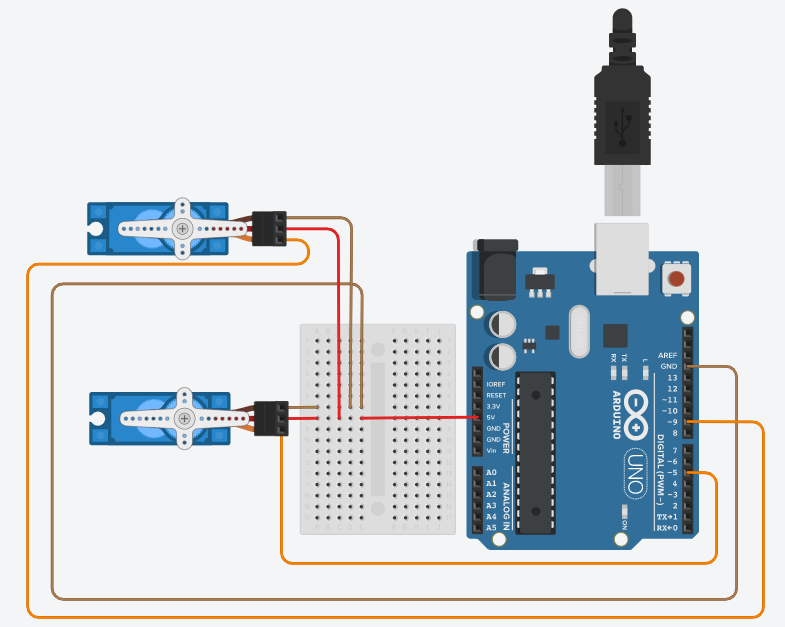 IOREF
RESET
3.3V
5V
GND
GND
Vin
POWER
A0
A1
A2
A3
A4
A5
ANALOG IN
AREF
GND
13
12
~11
~10
~9
8
7
~6
~5
4
~3
2
TX→1
RX←0
DIGITAL (PWM~)
RX
TX
L
ARDUINO
UNO
ON